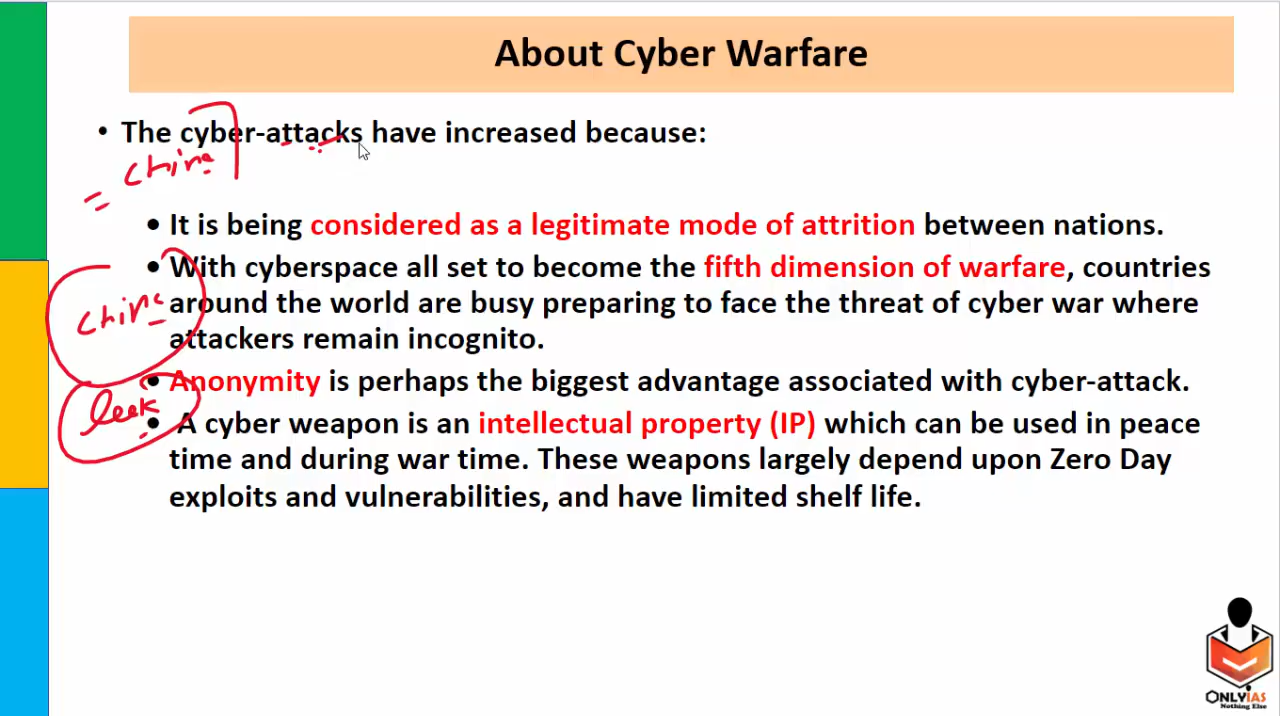 About Cyber Warfare
• The cyber-attacks have increased because:
= China
• It is being considered as a legitimate mode of attrition between nations.
• With cyberspace all set to become the fifth dimension of warfare, countries
around the world are busy preparing to face the threat of cyber war where
China
attackers remain incognito.
• Anonymity is perhaps the biggest advantage associated with cyber-attack.
leak
• A cyber weapon is an intellectual property (IP) which can be used in peace
time and during war time. These weapons largely depend upon Zero Day
exploits and vulnerabilities, and have limited shelf life.
ONLYIAS
Nothing Else